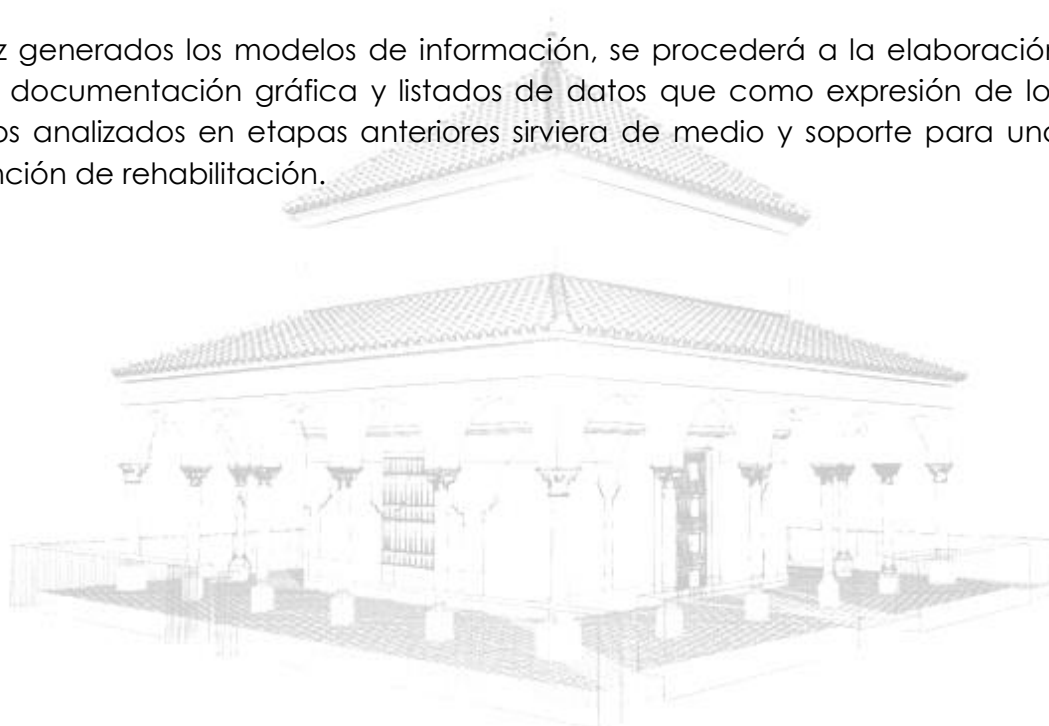 z generados los modelos de información, se procederá a la elaboración
documentación gráfica y listados de datos que como expresión de lo
os analizados en etapas anteriores sirviera de medio y soporte para una
nción de rehabilitación.